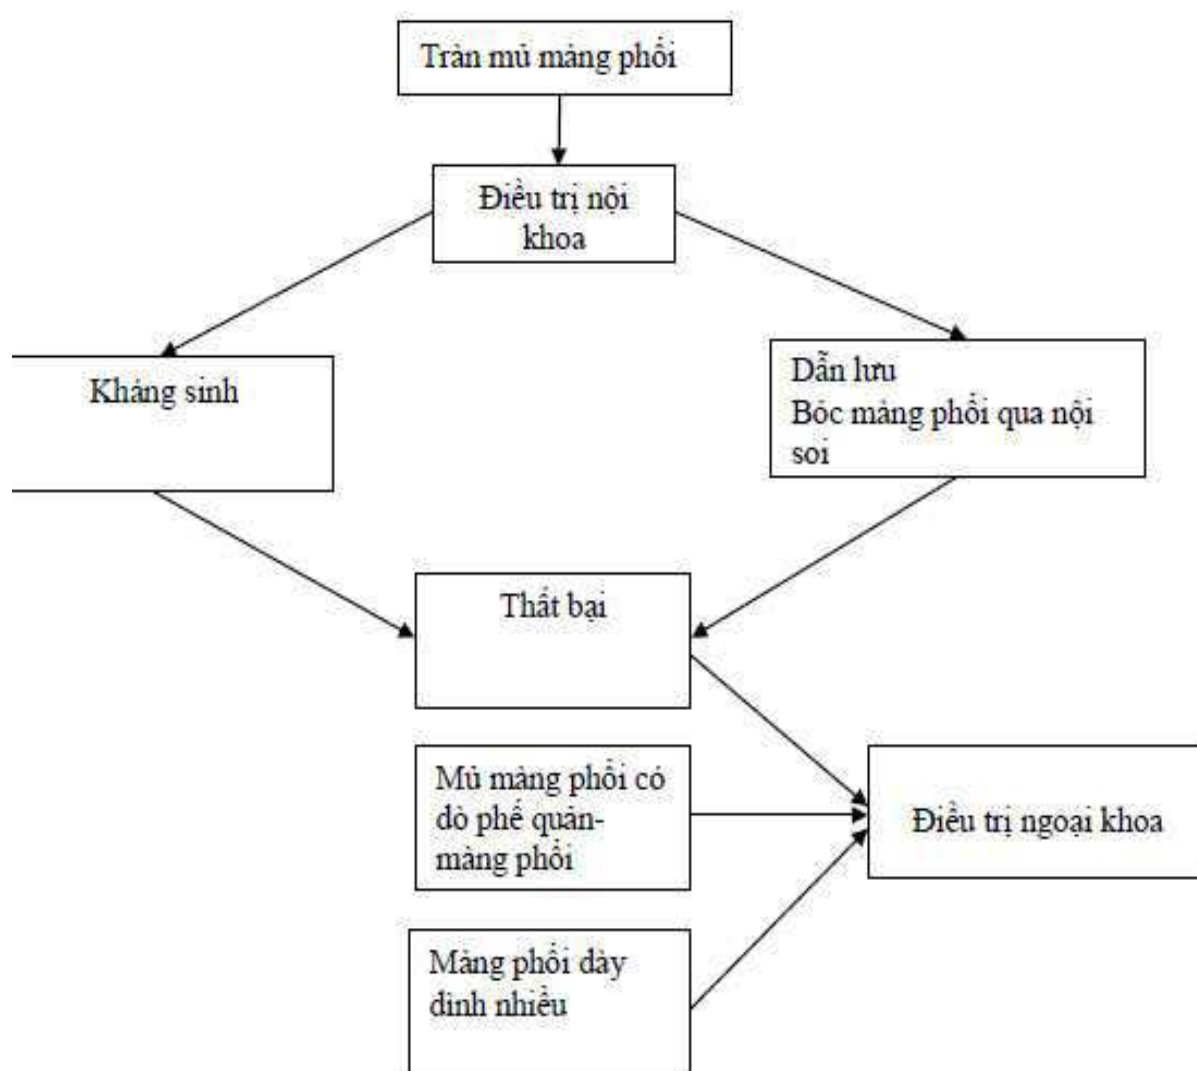 Tràn mủ màng phổi
Điều trị nội
khoa
Kháng sinh
Dẫn lưu
Bóc màng phổi qua nội
soi
Thất bại
Mủ màng phổi có
dò phế quản-
màng phổi
Điều trị ngoại khoa
Màng phổi dày
dính nhiều